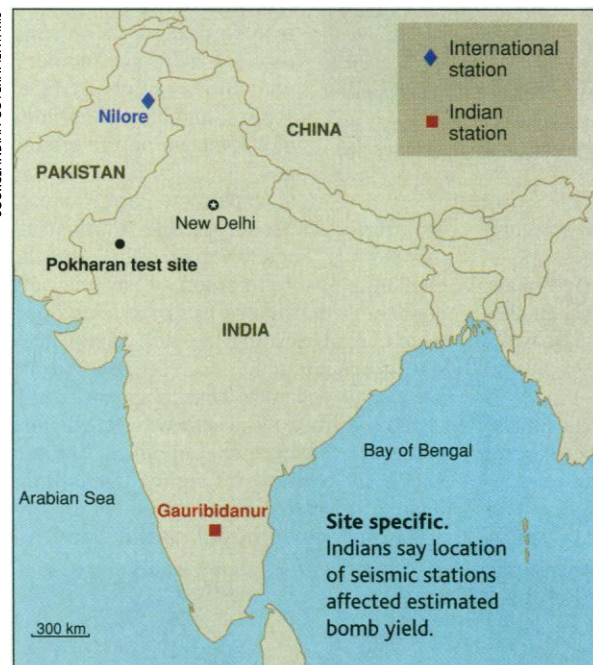 International
station
Indian
station
Nilore
CHINA
PAKISTAN
New Delhi
Pokharan test site
INDIA
Bay of Bengal
Arabian Sea
Gauribidanur
Site specific.
Indians say location
of seismic stations
affected estimated
bomb yield.
300 km